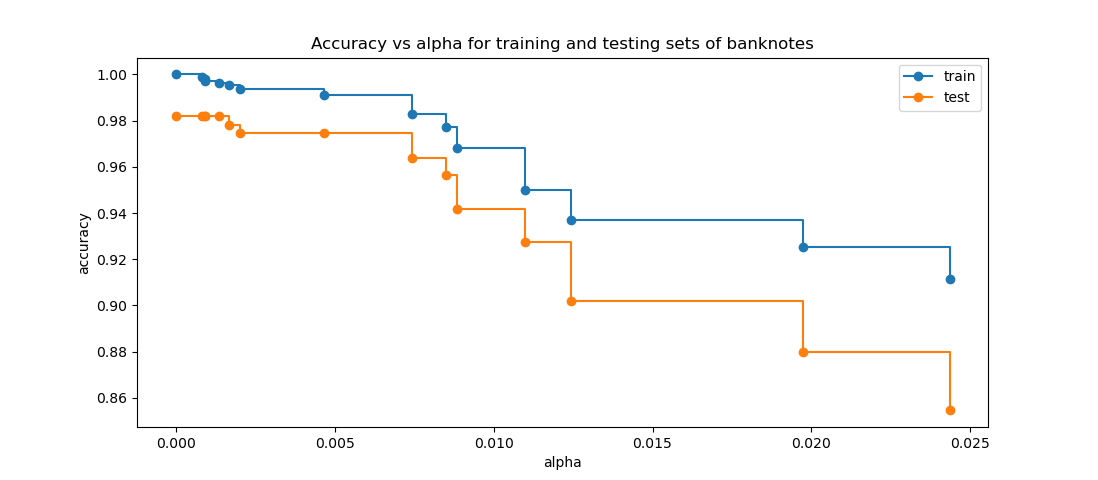 Accuracy vs alpha for training and testing sets of banknotes
train
test
1.00
0.98
0.96
0.94
0.92
0.90
0.88
0.86
accuracy
0.000
0.005
0.010
0.015
0.020
0.025
alpha